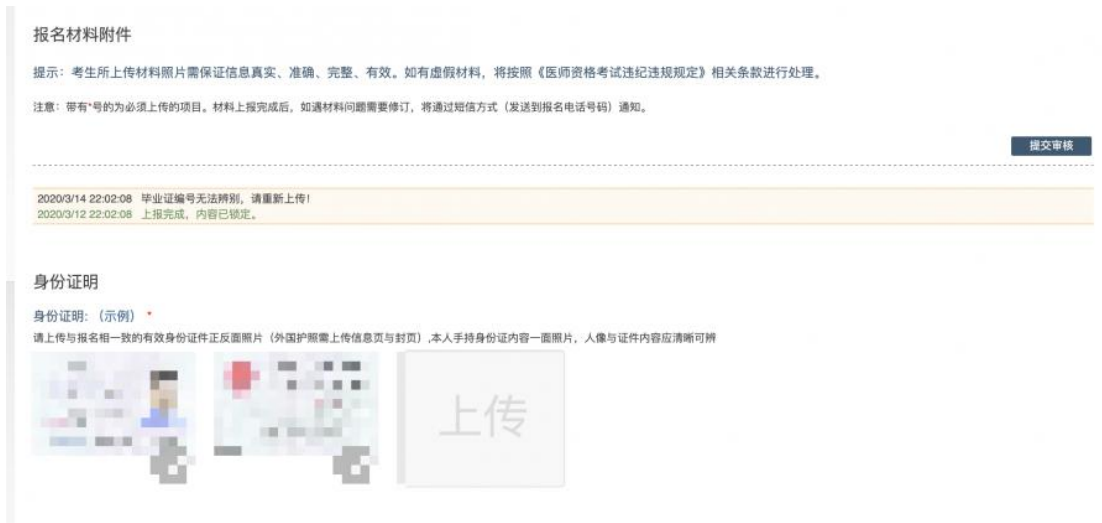 报名材料附件
提示：考生所上传材料照片需保证信息真实、准确、完整、有效。如有虚假材料，将按照《医师资格考试违纪违规规定》相关条款进行处理。
注意：带有*号的为必须上传的项目。材料上报完成后，如遇材料问题需要修订，将通过短信方式（发送到报名电话号码）通知。
提交审核
2020/3/14 22:02:08 毕业证编号无法辨别，请重新上传！
2020/3/12 22:02:08 上报完成，内容已锁定。
身份证明
身份证明:（示例） *
请上传与报名相一致的有效身份证件正反面照片（外国护照需上传信息页与封页）,本人手持身份证内容一面照片，人像与证件内容应清晰可辨
上传